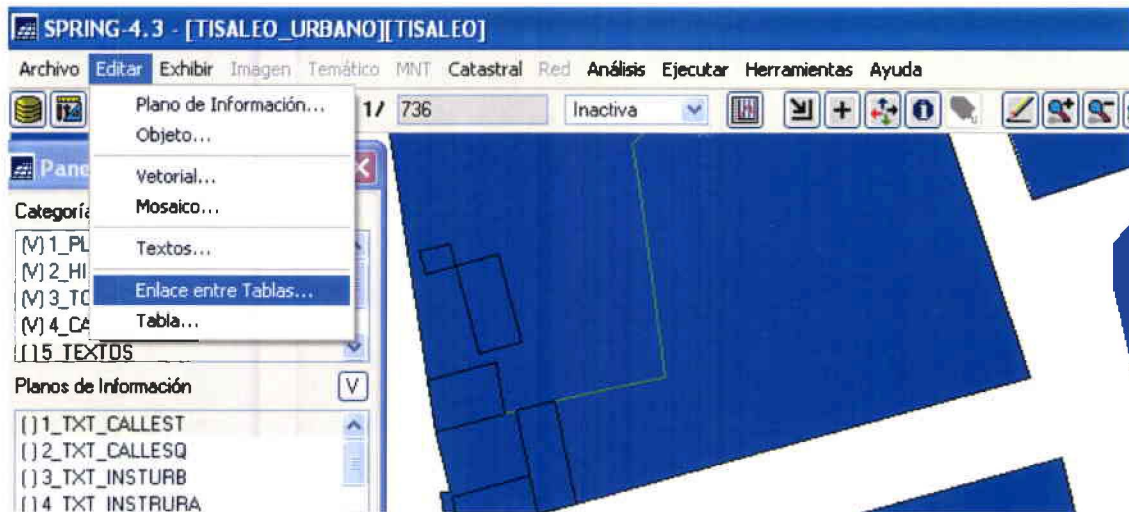 SPRING-4.3 - [TISALEO_URBANO][TISALEO]
Archivo Editar Exhibir Imagen Temático MNT Catastral Red Análisis Ejecutar Herramientas Ayuda
1/ 736 Inactiva
Plano de Información...
Objeto...
Vetorial...
Mosaico...
Textos...
Enlace entre Tablas...
Tabla...
Pane
Categoría
(V) 1_PL
(V) 2_HI
(V) 3_TO
(V) 4_CA
( ) 5_TEXTOS
Planos de Información V
( ) 1_TXT_CALLEST
( ) 2_TXT_CALLESQ
( ) 3_TXT_INSTURB
( ) 4_TXT_INSTRURA